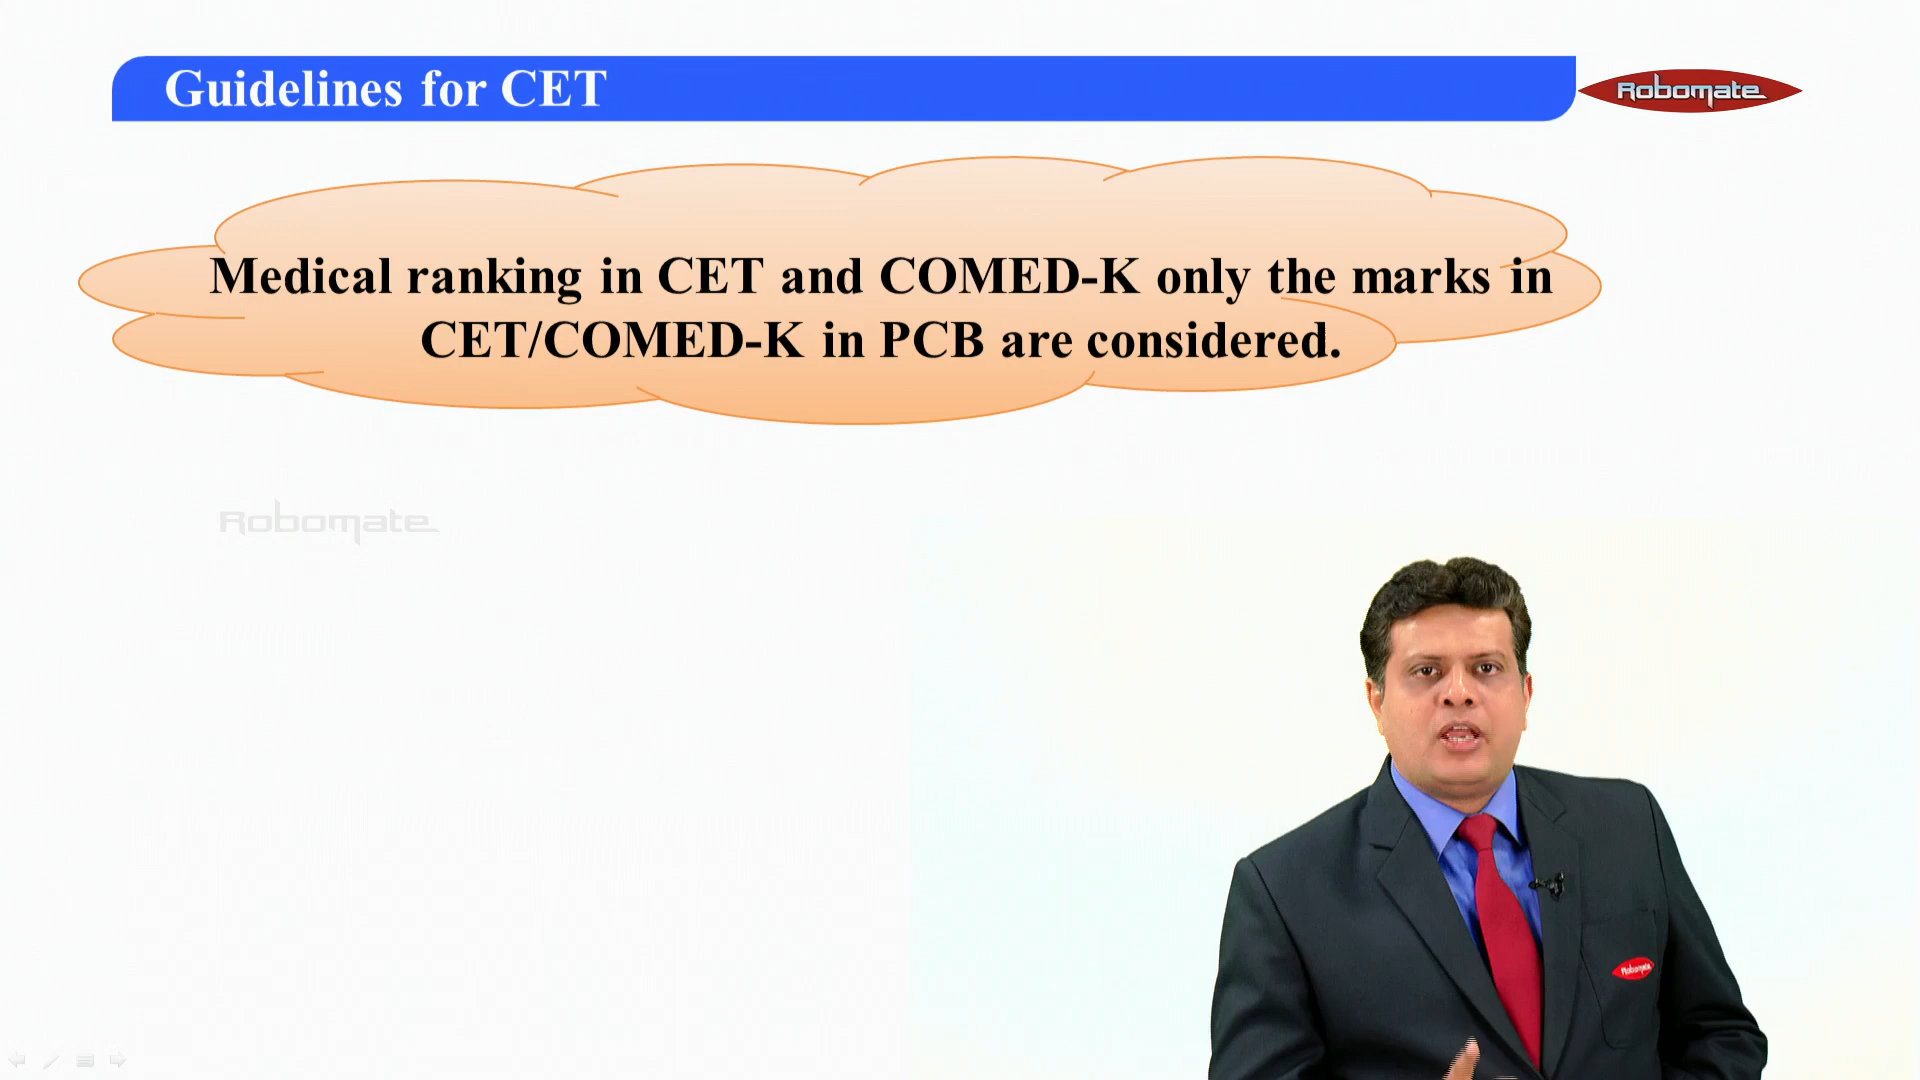 Guidelines for CET
Robomate
Medical ranking in CET and COMED-K only the marks in
CET/COMED-K in PCB are considered.
Robomate
Robomate